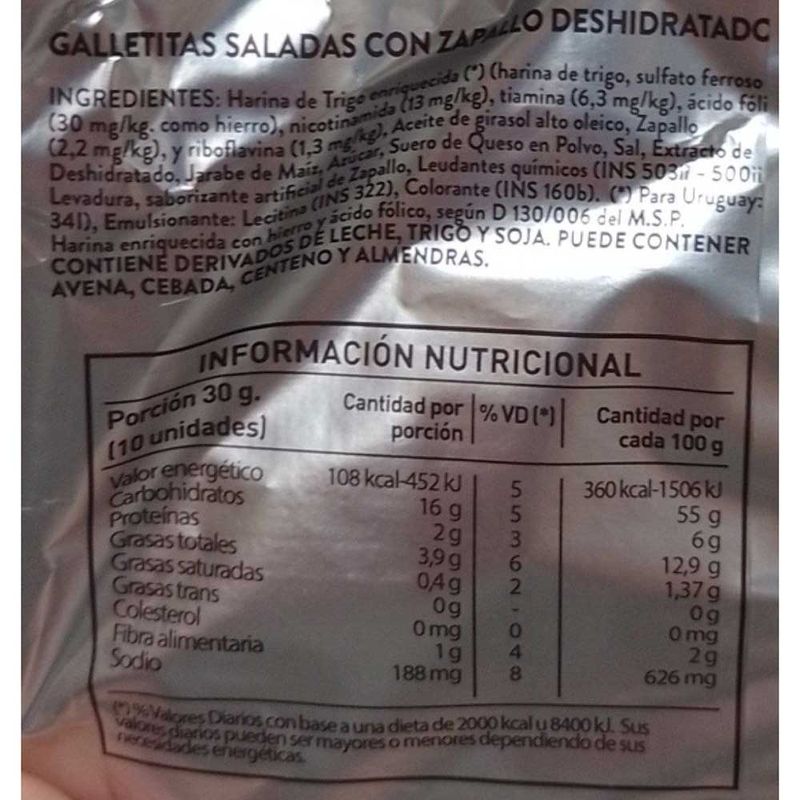 GALLETITAS SALADAS CON ZAPALLO DESHIDRATADO
INGREDIENTES: Harina de Trigo enriquecida (*) (harina de trigo, sulfato ferroso
(30 mg/kg. como hierro), nicotinamida (13 mg/kg), tiamina (6,3 mg/kg), ácido fóli
(2,2 mg/kg), y riboflavina (1,3 mg/kg), Aceite de girasol alto oleico, Zapallo
Deshidratado, Jarabe de Maíz, Azúcar, Suero de Queso en Polvo, Sal, Extracto de
Levadura, saborizante artificial de Zapallo, Leudantes químicos (INS 503ii - 500ii
341), Emulsionante: Lecitina (INS 322), Colorante (INS 160b). (*) Para Uruguay:
Harina enriquecida con hierro y ácido fólico, según D 130/006 del M.S.P.
CONTIENE DERIVADOS DE LECHE, TRIGO Y SOJA. PUEDE CONTENER
AVENA, CEBADA, CENTENO Y ALMENDRAS.
INFORMACIÓN NUTRICIONAL
Porción 30 g. Cantidad por % VD (*) Cantidad por
(10 unidades) porción cada 100 g
Valor energético 108 kcal-452 kJ 5 360 kcal-1506 kJ
Carbohidratos 16 g 5 55 g
Proteínas 2 g 3 6 g
Grasas totales 3,9 g 6 12,9 g
Grasas saturadas 0,4 g 2 1,37 g
Grasas trans 0 g - 0 g
Colesterol 0 mg 0 0 mg
Fibra alimentaria 1 g 4 2 g
Sodio 188 mg 8 626 mg
(*) % Valores Diarios con base a una dieta de 2000 kcal u 8400 kJ. Sus
valores diarios pueden ser mayores o menores dependiendo de sus
necesidades energéticas.